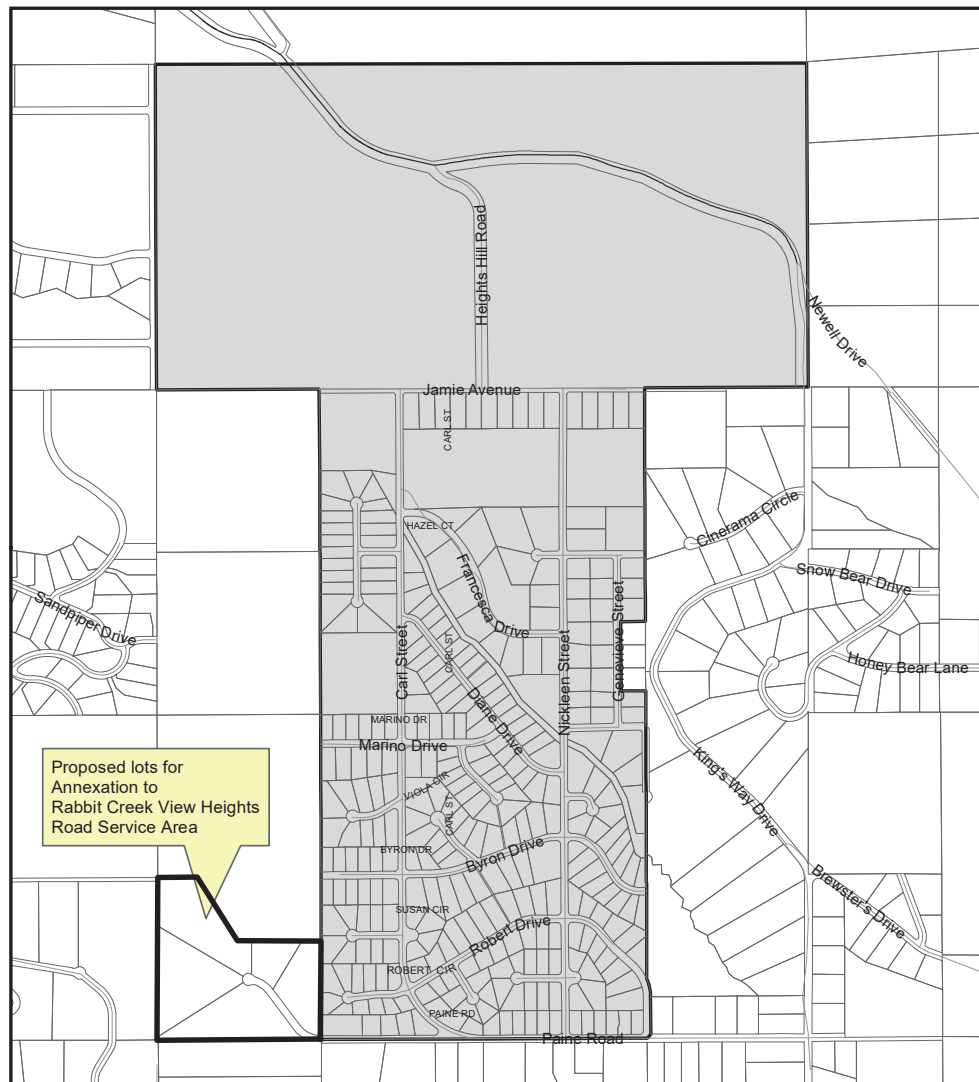 Heights Hill Road
Newell Drive
Jamie Avenue
CARL ST
Cinerama Circle
HAZEL CT
Francesca Drive
Snow Bear Drive
Genevieve Street
Sandpiper Drive
Carl Street
CARL ST
Nickleen Street
Honey Bear Lane
Diane Drive
MARINO DR
Marino Drive
King's Way Drive
Proposed lots for
Annexation to
Rabbit Creek View Heights
Road Service Area
VIOLA CIR
CARL ST
BYRON DR
Byron Drive
Brewster's Drive
SUSAN CIR
Robert Drive
ROBERT CIR
PAINE RD
Paine Road